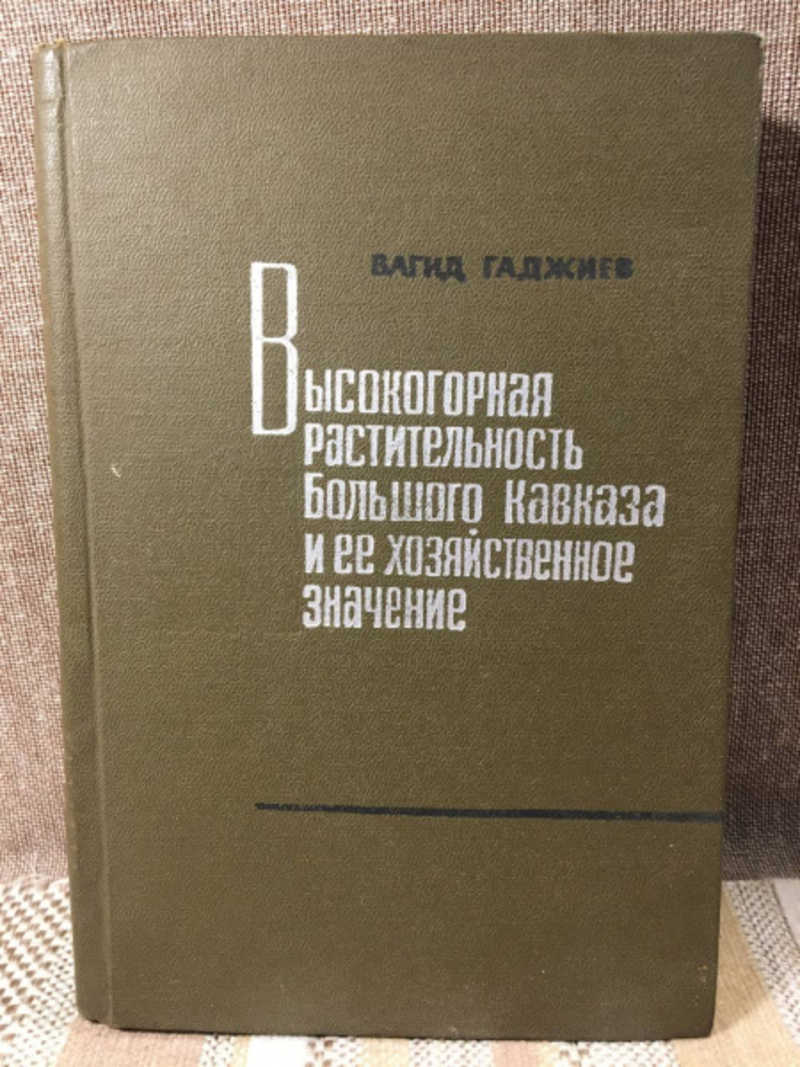 ВАГИД ГАДЖИЕВ
Высокогорная
растительность
Большого Кавказа
и ее хозяйственное
значение